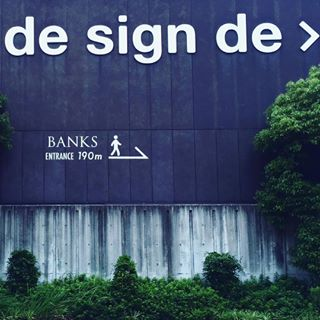 de sign de >
BANKS
ENTRANCE 190m